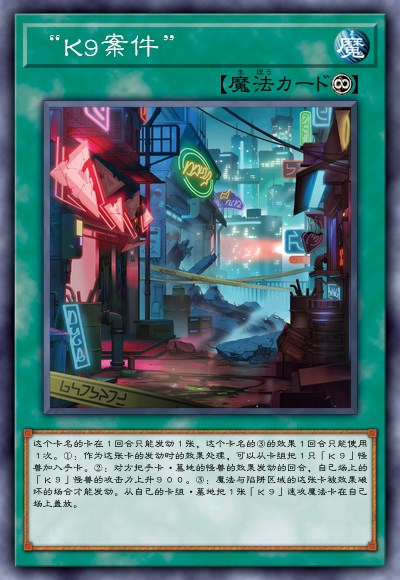 “K9案件”
魔
【魔法カード】
まほう
这个卡名的卡在1回合只能发动1张，这个卡名的③的效果1回合只能使用
1次。①：作为这张卡的发动时的效果处理，可以从卡组把1只「K9」怪
兽加入手卡。②：对方把手卡·墓地的怪兽的效果发动的回合，自己场上的
「K9」怪兽的攻击力上升900。③：魔法与陷阱区域的这张卡被效果破
坏的场合才能发动。从自己的卡组·墓地把1张「K9」速攻魔法卡在自己
场上盖放。